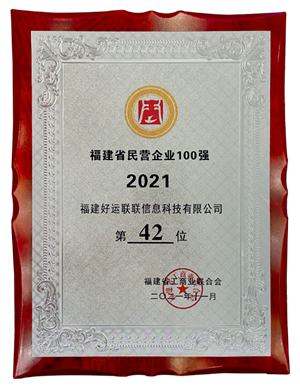 福建省民营企业100强
2021
福建好运联联信息科技有限公司
第 42 位
福建省工商业联合会
二〇二一年十一月